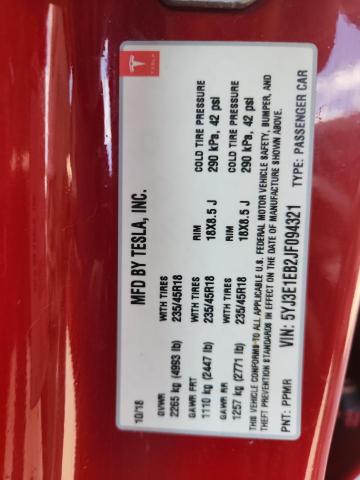 TESLA
MFD BY TESLA, INC.
10/18
GVWR WITH TIRES RIM COLD TIRE PRESSURE
2265 kg (4993 lb) 235/45R18 18X8.5 J 290 kPa, 42 psi
GAWR FRT WITH TIRES RIM COLD TIRE PRESSURE
1110 kg (2447 lb) 235/45R18 18X8.5 J 290 kPa, 42 psi
GAWR RR
1257 kg (2771 lb)
THIS VEHICLE CONFORMS TO ALL APPLICABLE U.S. FEDERAL MOTOR VEHICLE SAFETY, BUMPER, AND
THEFT PREVENTION STANDARDS IN EFFECT ON THE DATE OF MANUFACTURE SHOWN ABOVE.
VIN: 5YJ3E1EB2JF094321
PNT: PPMR TYPE: PASSENGER CAR